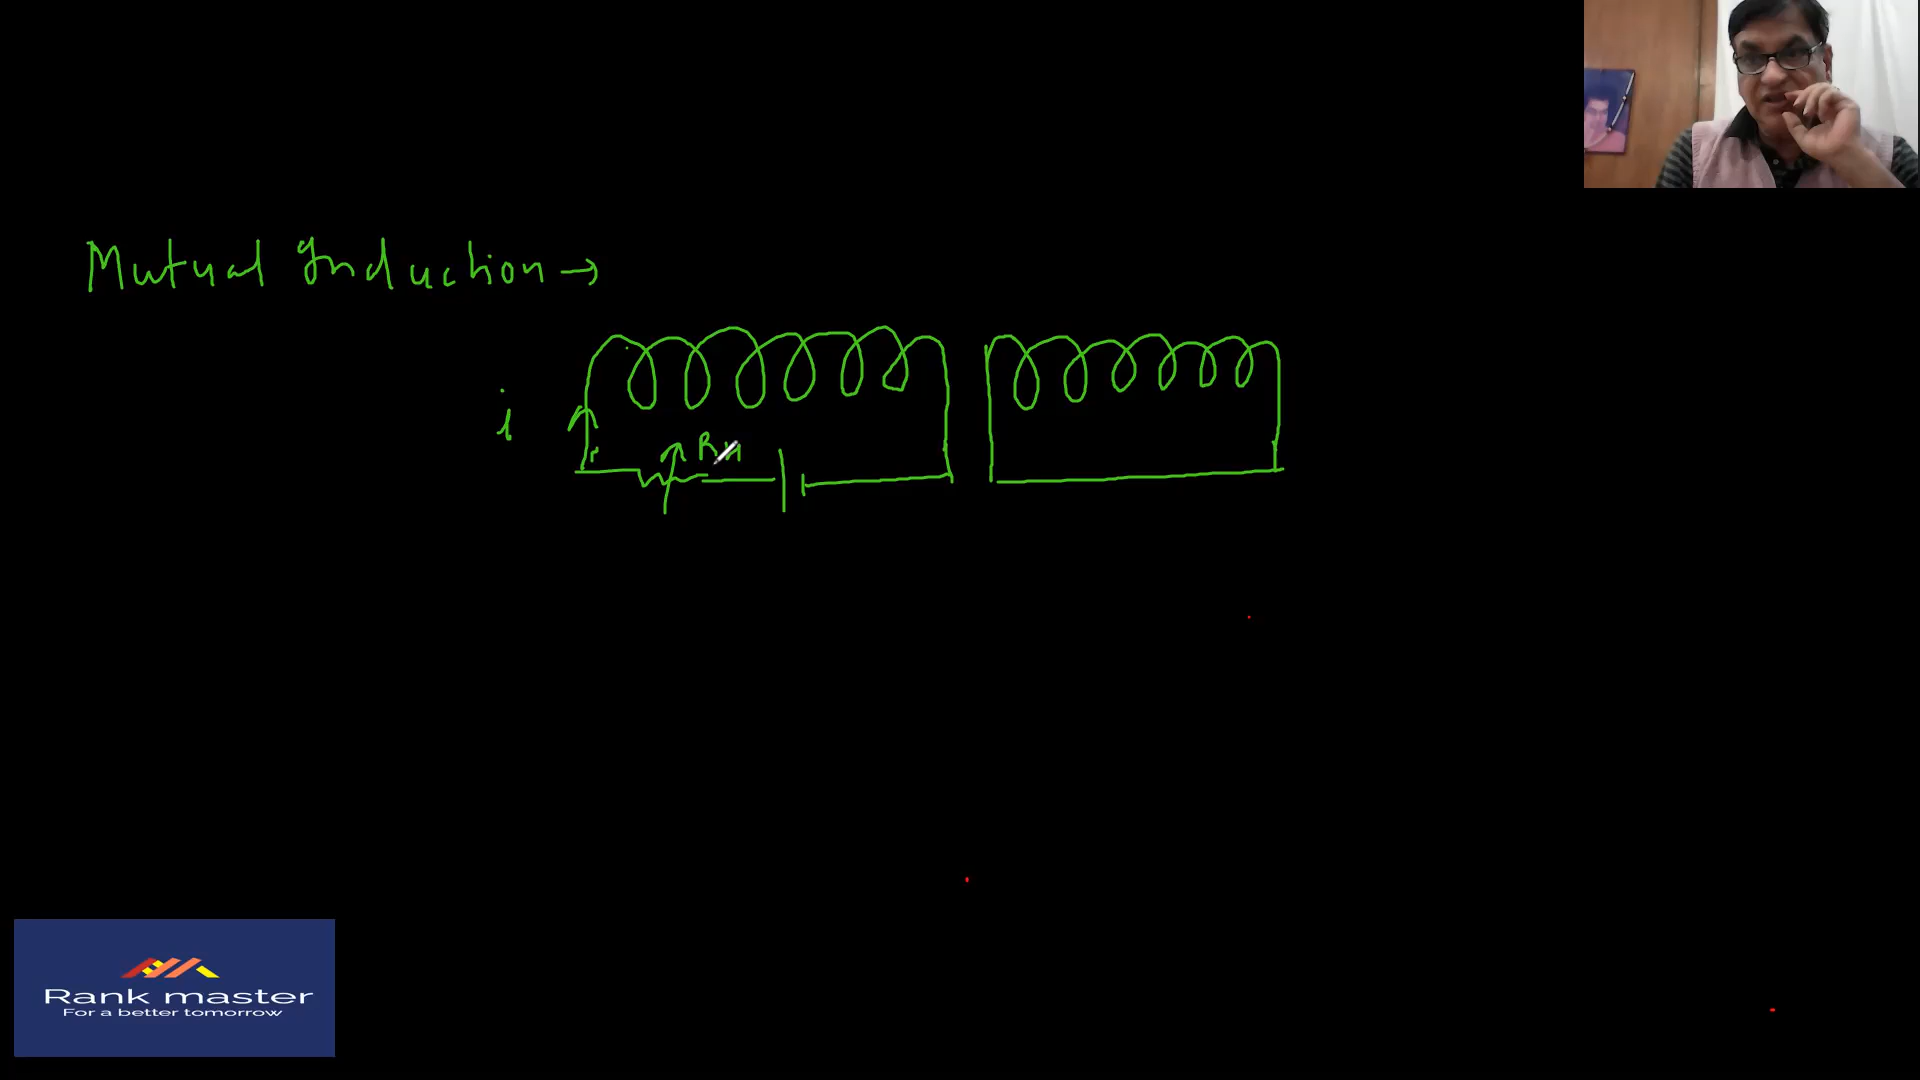 Mutual Induction →
i
RH
Rank master
For a better tomorrow